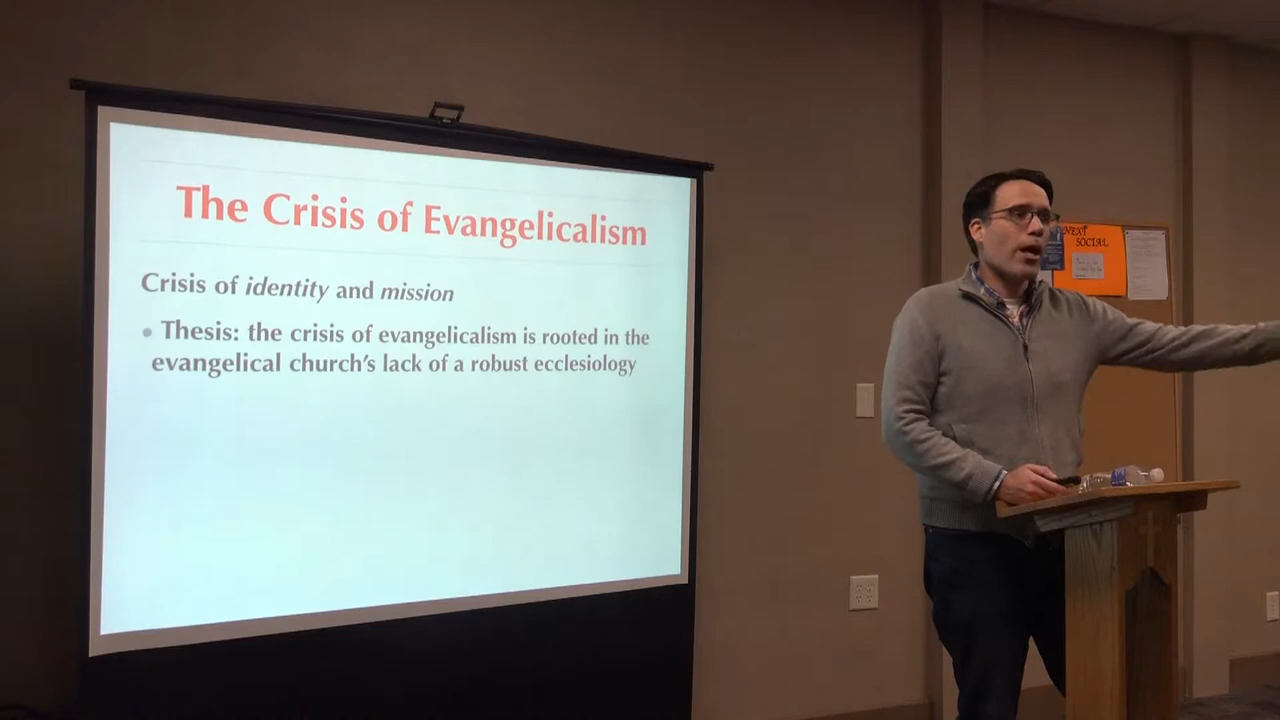 The Crisis of Evangelicalism
Crisis of identity and mission
• Thesis: the crisis of evangelicalism is rooted in the
evangelical church's lack of a robust ecclesiology
NEXT
SOCIAL